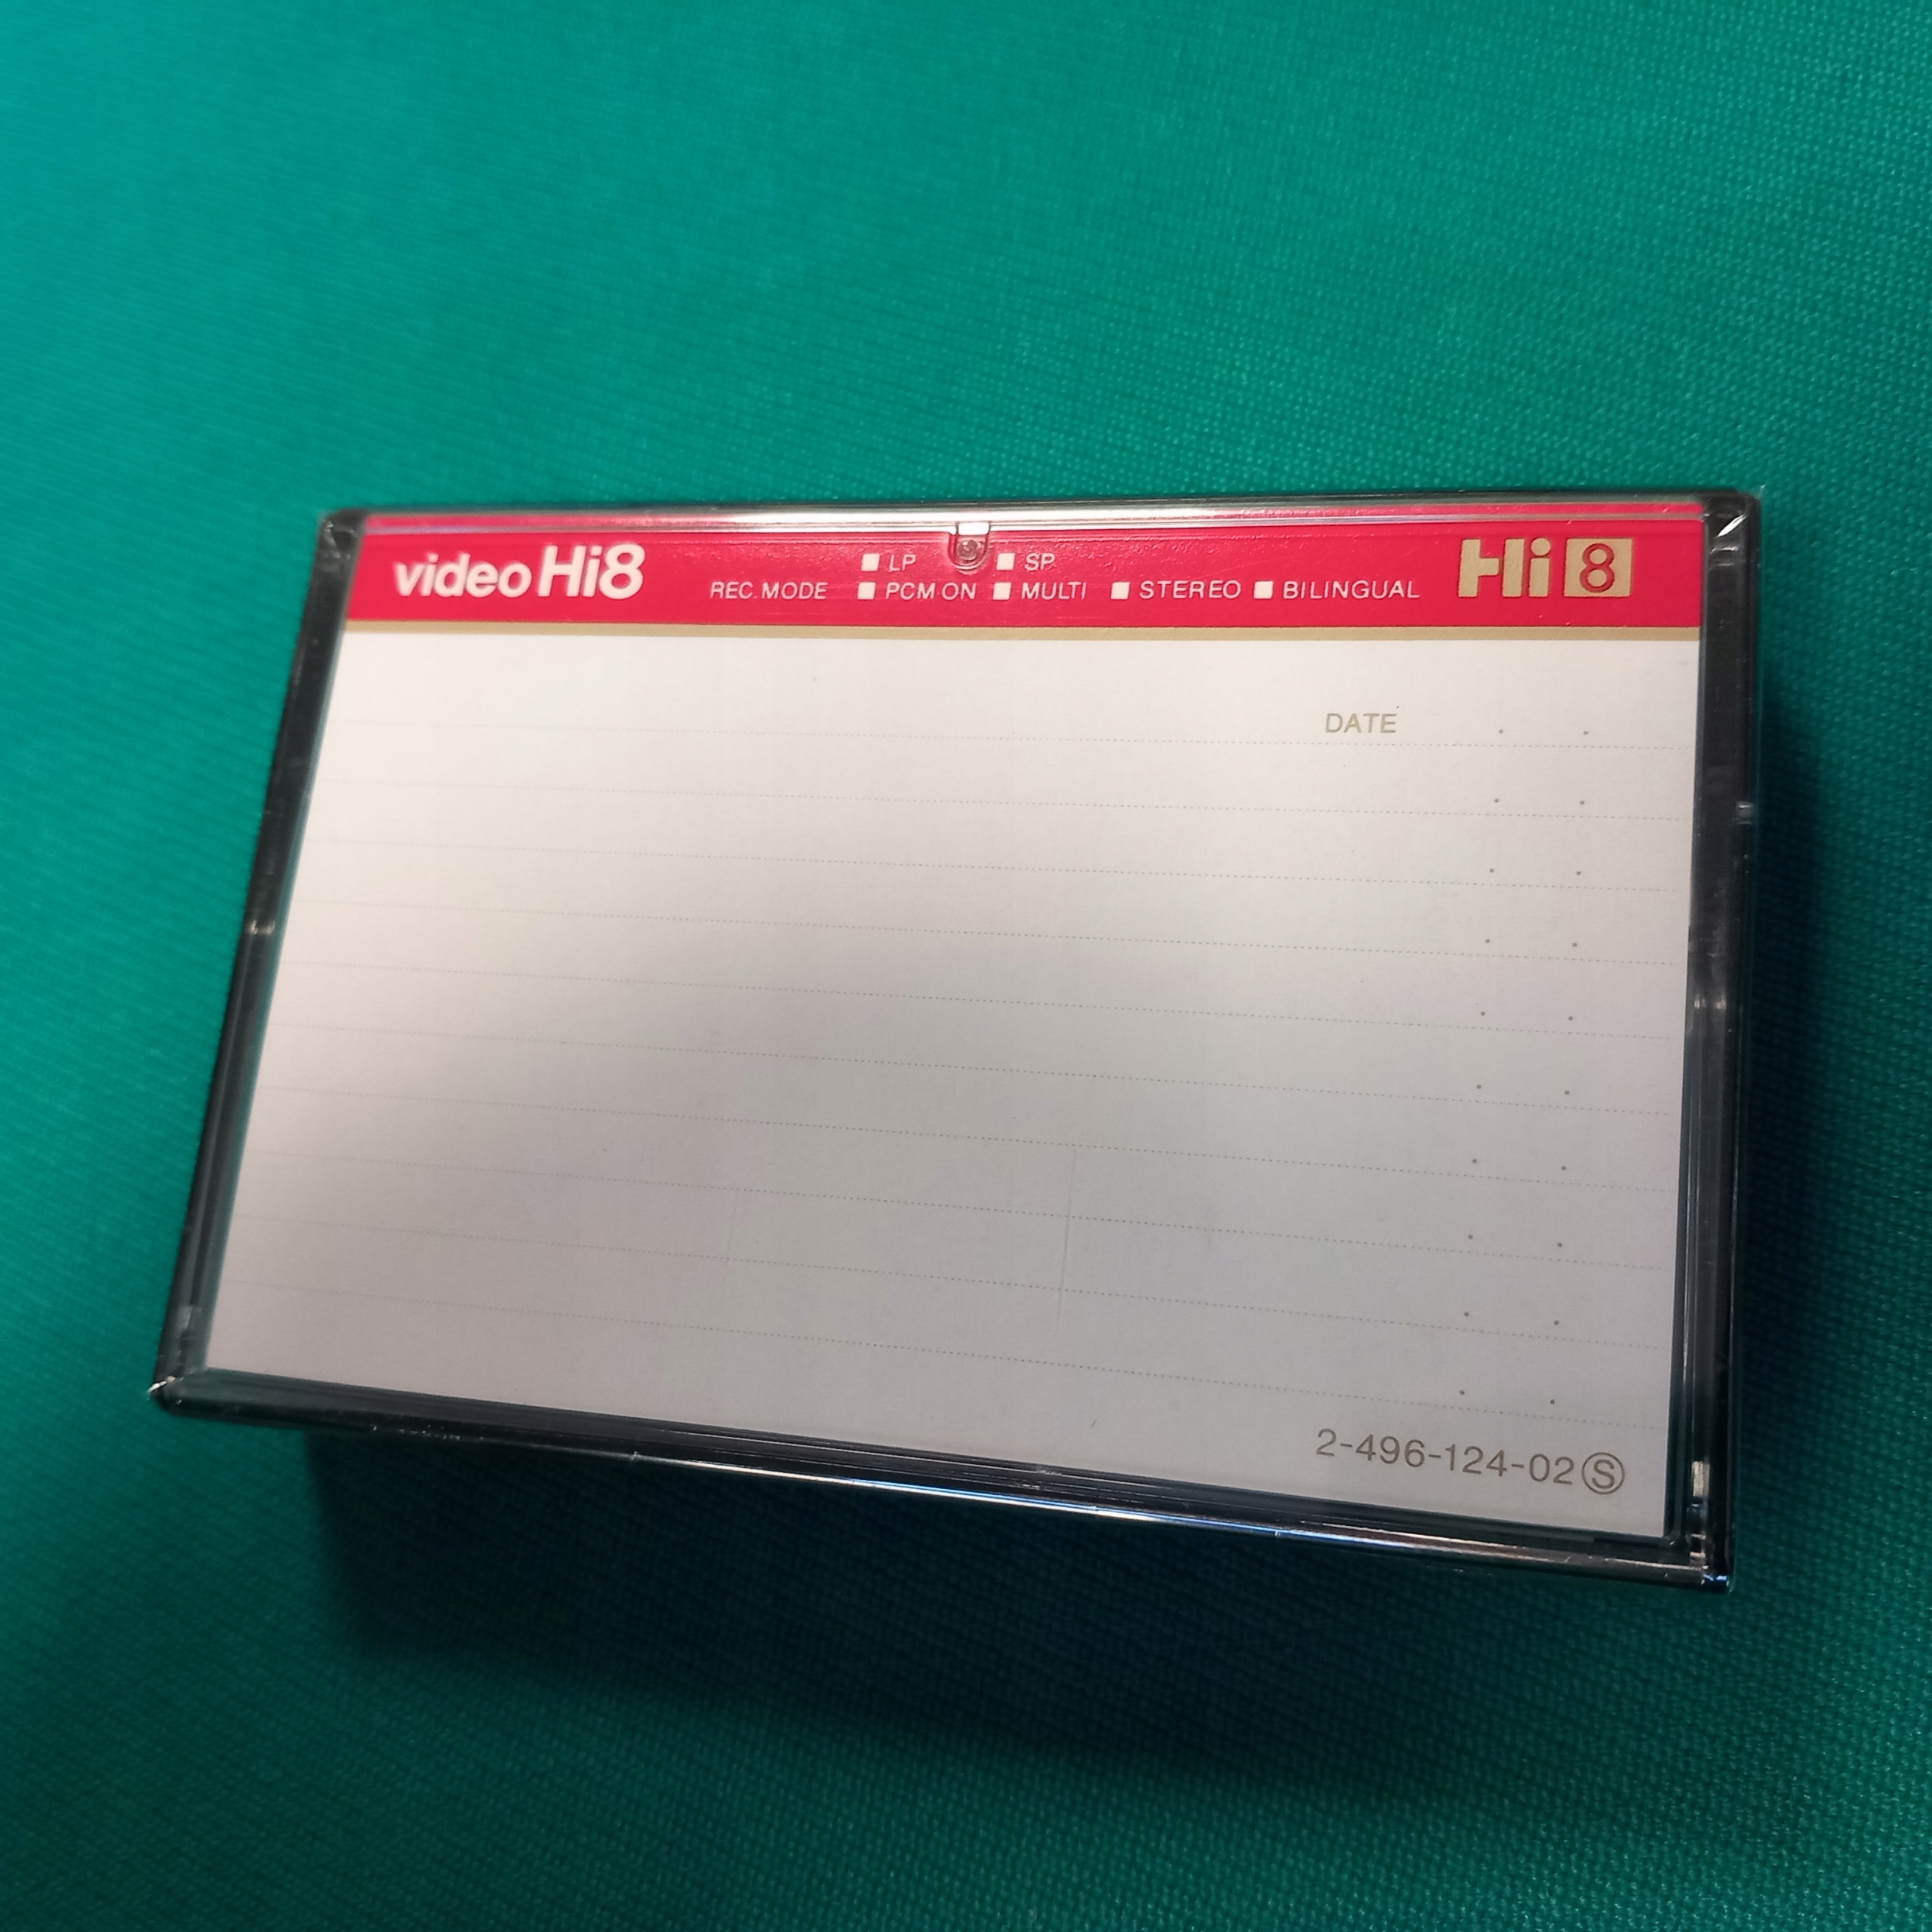 video Hi8
LP SP
REC. MODE PCM ON MULTI STEREO BILINGUAL
Hi 8
DATE
2-496-124-02 Ⓢ